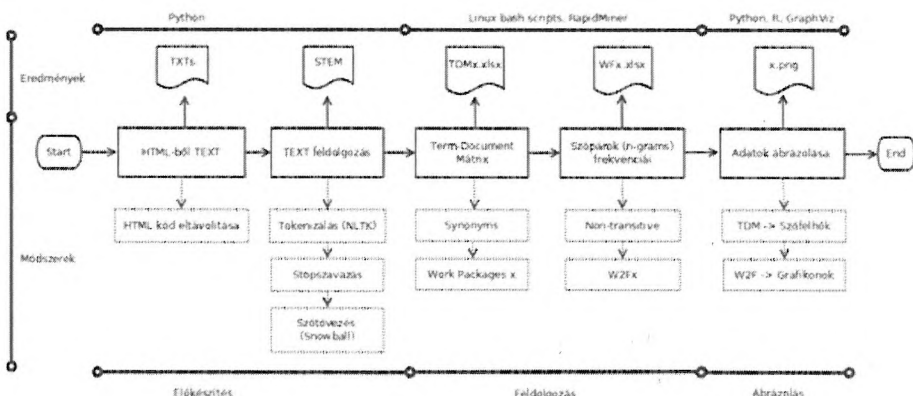 Python
Linux bash scripts, RapidMiner
Python, R, GraphViz
Eredmények
TXTs
STEM
TDMx.xlsx
WFx.xlsx
x.png
Start
HTML-ből TEXT
TEXT feldolgozás
Term-Document
Mátrix
Szópárok (n-grams)
frekvenciái
Adatok ábrázolása
End
Módszerek
HTML kód eltávolítása
Tokenizálás (NLTK)
Stopszavazás
Szótövezés
(Snowball)
Synonyms
Work Packages x
Non-transitive
W2Fx
TDM -> Szófelhők
W2F -> Grafikonok
Előkészítés
Feldolgozás